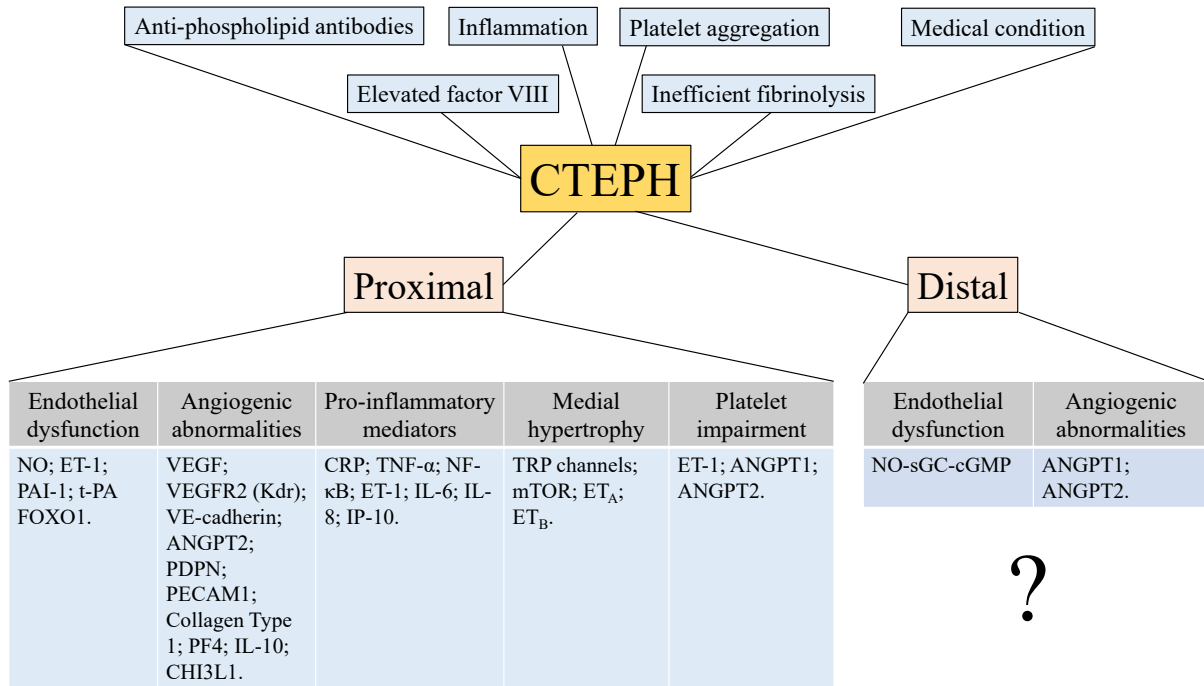 Anti-phospholipid antibodies
Inflammation
Platelet aggregation
Medical condition
Elevated factor VIII
Inefficient fibrinolysis
CTEPH
Proximal
Distal
Endothelial
dysfunction
Angiogenic
abnormalities
Pro-inflammatory
mediators
Medial
hypertrophy
Platelet
impairment
NO; ET-1;
PAI-1; t-PA
FOXO1.
VEGF;
VEGFR2 (Kdr);
VE-cadherin;
ANGPT2;
PDPN;
PECAM1;
Collagen Type
1; PF4; IL-10;
CHI3L1.
CRP; TNF-α; NF-
κB; ET-1; IL-6; IL-
8; IP-10.
TRP channels;
mTOR; ET_A;
ET_B.
ET-1; ANGPT1;
ANGPT2.
Endothelial
dysfunction
Angiogenic
abnormalities
NO-sGC-cGMP
ANGPT1;
ANGPT2.
?